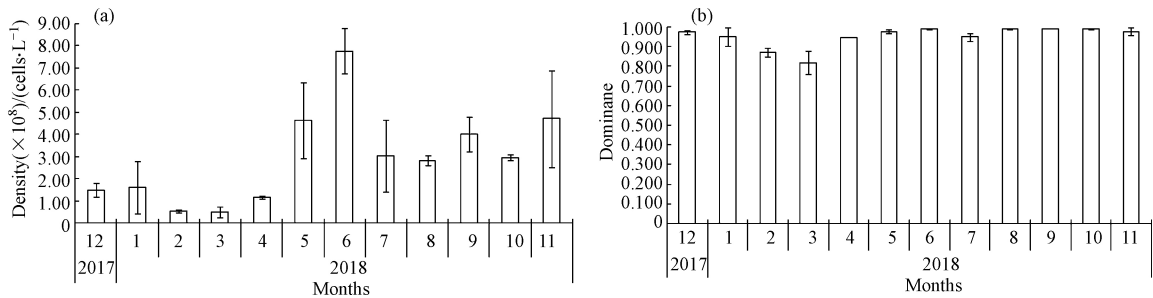 (a)
Density(×10⁸)/(cells·L⁻¹)
9.00
8.00
7.00
6.00
5.00
4.00
3.00
2.00
1.00
0
12 1 2 3 4 5 6 7 8 9 10 11
2017 2018
Months
(b)
Dominane
1.000
0.900
0.800
0.700
0.600
0.500
0.400
0.300
0.200
0.100
0
12 1 2 3 4 5 6 7 8 9 10 11
2017 2018
Months